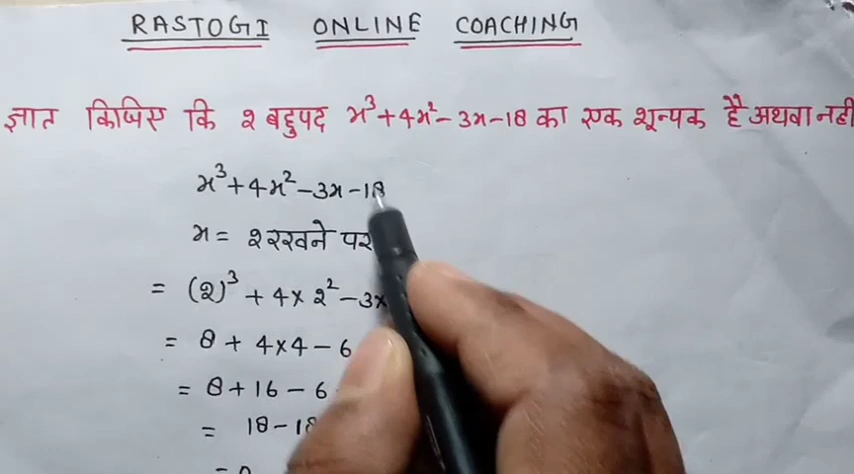 RASTOGI ONLINE COACHING
ज्ञात किजिए कि 2 बहुपद x³+4x²-3x-18 का एक शून्यक है अथवा नही
x³+4x²-3x-18
x = 2 रखने पर
= (2)³ + 4×2² - 3×
= 8 + 4×4 - 6
= 8 + 16 - 6
= 18 - 18